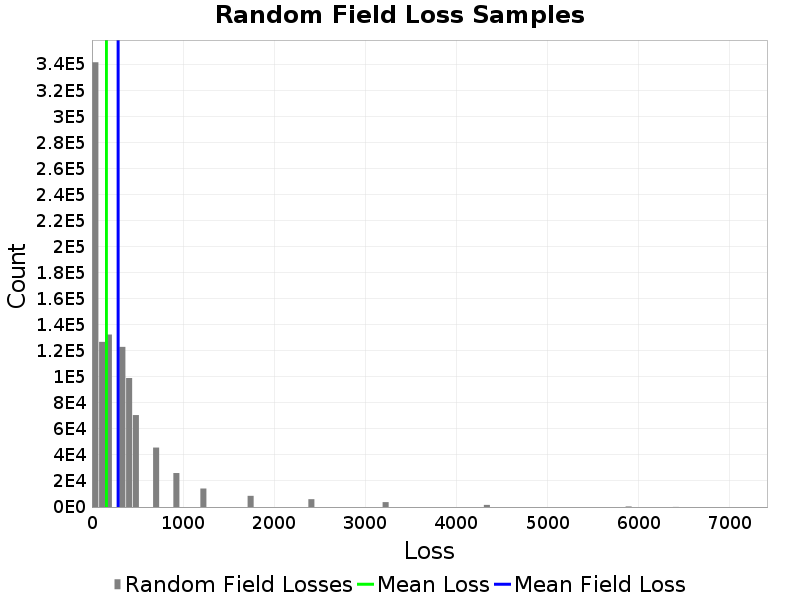 Random Field Loss Samples
Count
3.4E5
3.2E5
3E5
2.8E5
2.6E5
2.4E5
2.2E5
2E5
1.8E5
1.6E5
1.4E5
1.2E5
1E5
8E4
6E4
4E4
2E4
0E0
0 1000 2000 3000 4000 5000 6000 7000
Loss
Random Field Losses Mean Loss Mean Field Loss